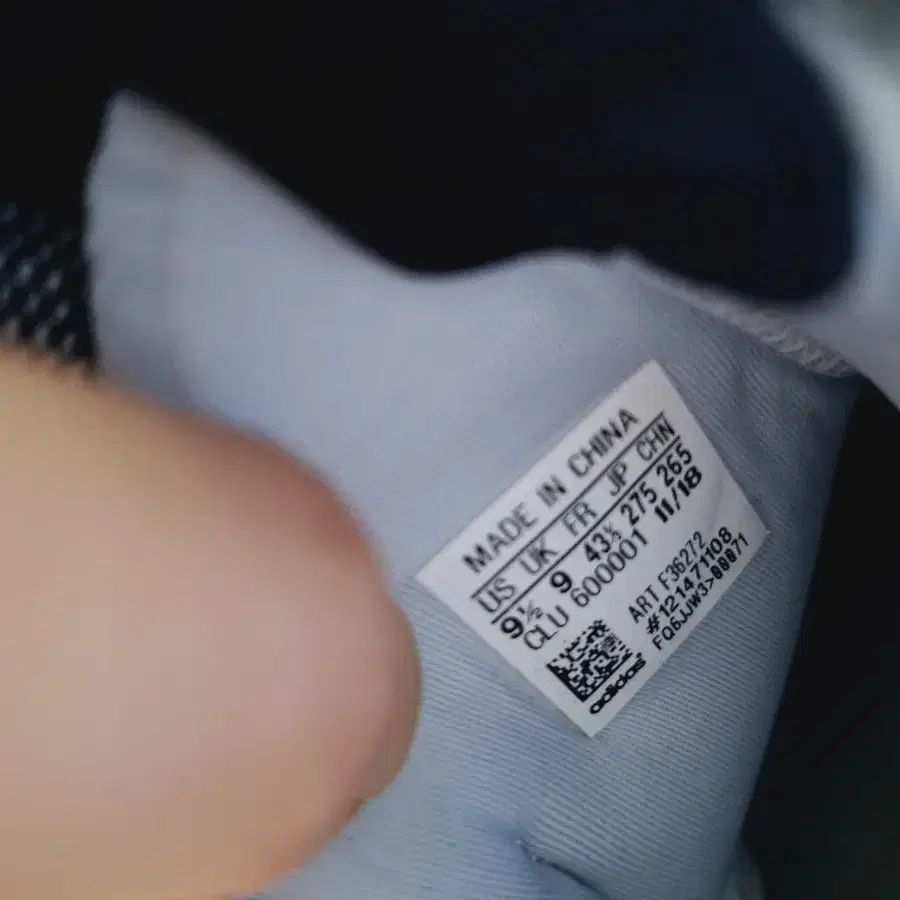 MADE IN CHINA
US UK FR JP CHN
9½ 9 43⅓ 275 265
CLU 600001 11/18
ART F36272
#121471108
FQ6JJW3>00071
adidas